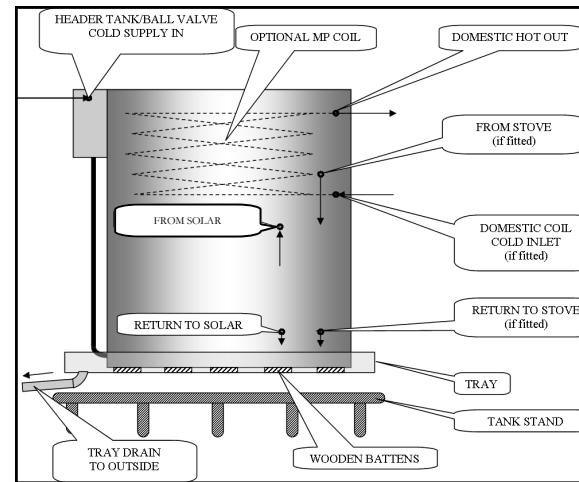 HEADER TANK/BALL VALVE
COLD SUPPLY IN
OPTIONAL MP COIL
DOMESTIC HOT OUT
FROM STOVE
(if fitted)
FROM SOLAR
DOMESTIC COIL
COLD INLET
(if fitted)
RETURN TO SOLAR
RETURN TO STOVE
(if fitted)
TRAY
TANK STAND
TRAY DRAIN
TO OUTSIDE
WOODEN BATTENS